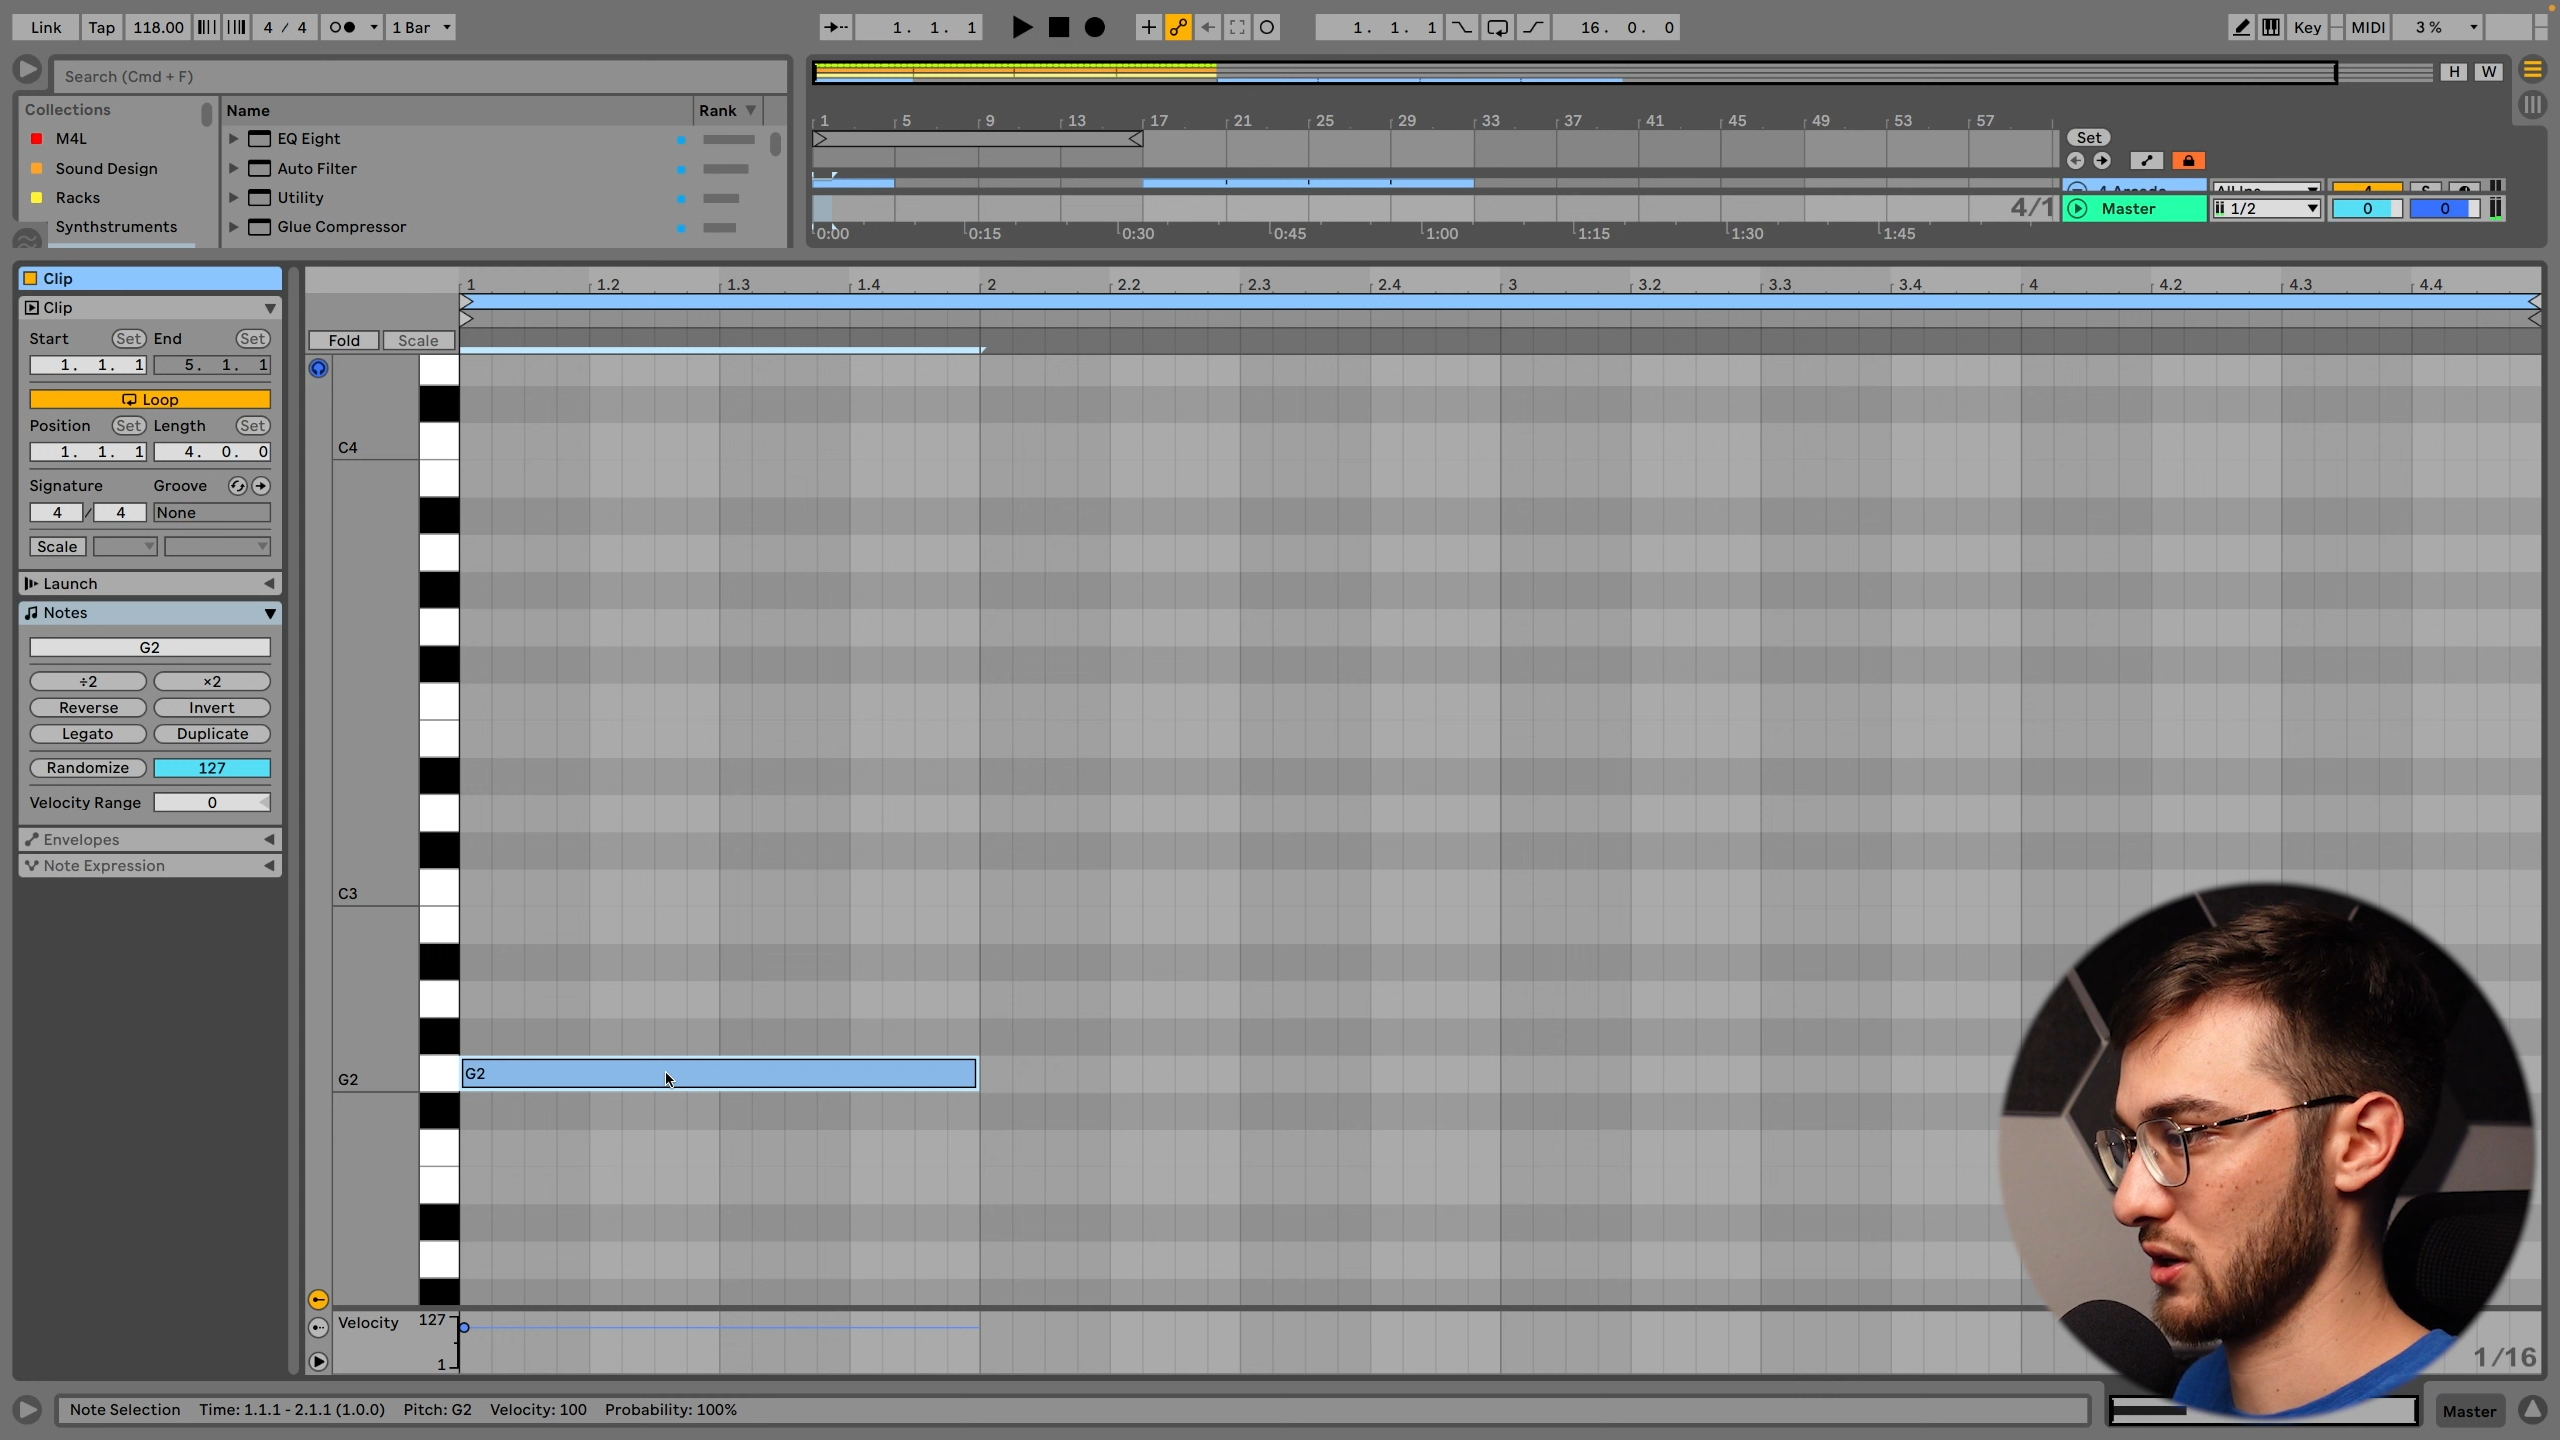 Link Tap 118.00 4 / 4 1 Bar 1. 1. 1 1. 1. 1 16. 0. 0 Key MIDI 3 %
Search (Cmd + F)
H W
Collections Name Rank
M4L EQ Eight
Sound Design Auto Filter
Racks Utility
Synthstruments Glue Compressor
1 5 9 13 17 21 25 29 33 37 41 45 49 53 57
Set
4 S
4/1 Master 1/2 0 0
0:00 0:15 0:30 0:45 1:00 1:15 1:30 1:45
Clip
Clip
Start Set End Set
1. 1. 1 5. 1. 1
Loop
Position Set Length Set
1. 1. 1 4. 0. 0
Signature Groove
4 / 4 None
Scale
Launch
Notes
G2
÷2 ×2
Reverse Invert
Legato Duplicate
Randomize 127
Velocity Range 0
Envelopes
Note Expression
1 1.2 1.3 1.4 2 2.2 2.3 2.4 3 3.2 3.3 3.4 4 4.2 4.3 4.4
Fold Scale
C4
C3
G2
G2
Velocity 127
1
1/16
Note Selection Time: 1.1.1 - 2.1.1 (1.0.0) Pitch: G2 Velocity: 100 Probability: 100%
Master